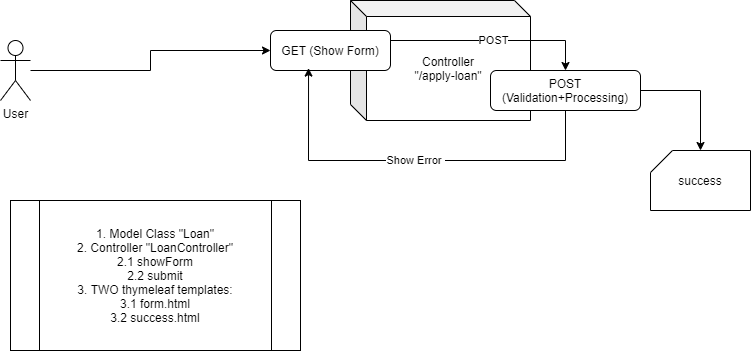 GET (Show Form)
POST
Controller
"/apply-loan"
POST
(Validation+Processing)
User
Show Error
success
1. Model Class "Loan"
2. Controller "LoanController"
2.1 showForm
2.2 submit
3. TWO thymeleaf templates:
3.1 form.html
3.2 success.html